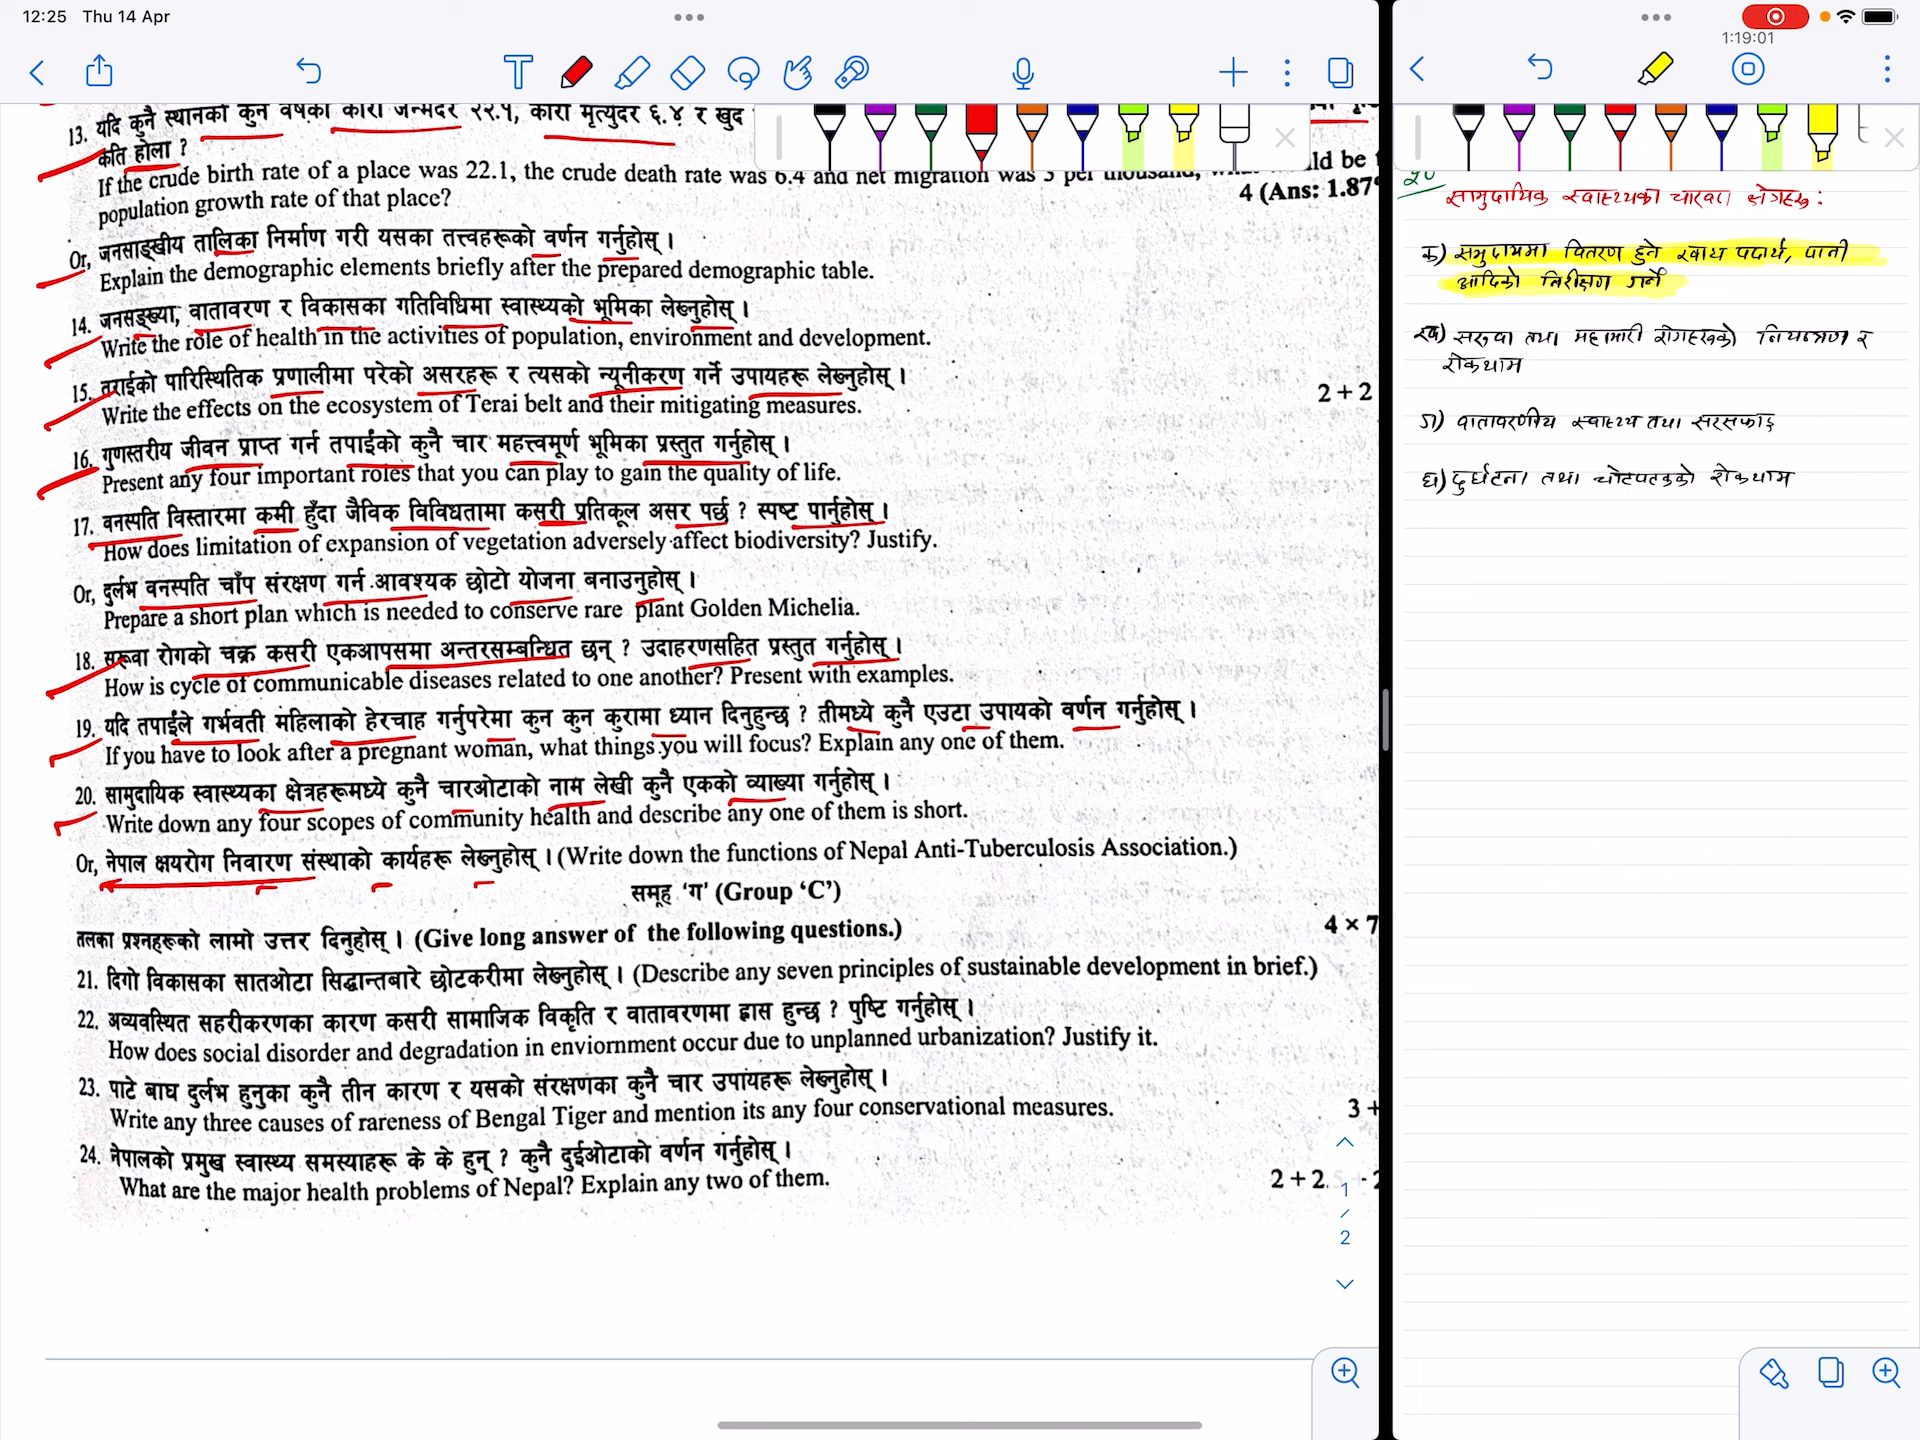 12:25 Thu 14 Apr
1:19:01
13. यदि कुनै स्थानको कुनै वर्षको कोरा जन्मदर २२.१, कोरा मृत्युदर ६.४ र खुद
कति होला ?
If the crude birth rate of a place was 22.1, the crude death rate was 6.4 and net migration was 3 per thousand,
population growth rate of that place? 4 (Ans: 1.87%
Or, जनसाङ्ख्यीय तालिका निर्माण गरी यसका तत्त्वहरूको वर्णन गर्नुहोस् ।
Explain the demographic elements briefly after the prepared demographic table.
14. जनसङ्ख्या, वातावरण र विकासका गतिविधिमा स्वास्थ्यको भूमिका लेख्नुहोस् ।
Write the role of health in the activities of population, environment and development.
15. तराईको पारिस्थितिक प्रणालीमा परेको असरहरू र त्यसको न्यूनीकरण गर्ने उपायहरू लेख्नुहोस् ।
Write the effects on the ecosystem of Terai belt and their mitigating measures. 2 + 2
16. गुणस्तरीय जीवन प्राप्त गर्न तपाईंको कुनै चार महत्त्वमूर्ण भूमिका प्रस्तुत गर्नुहोस् ।
Present any four important roles that you can play to gain the quality of life.
17. वनस्पति विस्तारमा कमी हुँदा जैविक विविधतामा कसरी प्रतिकूल असर पर्छ ? स्पष्ट पार्नुहोस् ।
How does limitation of expansion of vegetation adversely affect biodiversity? Justify.
Or, दुर्लभ वनस्पति चाँप संरक्षण गर्न आवश्यक छोटो योजना बनाउनुहोस् ।
Prepare a short plan which is needed to conserve rare plant Golden Michelia.
18. सरूवा रोगको चक्र कसरी एकआपसमा अन्तरसम्बन्धित छन् ? उदाहरणसहित प्रस्तुत गर्नुहोस् ।
How is cycle of communicable diseases related to one another? Present with examples.
19. यदि तपाईंले गर्भवती महिलाको हेरचाह गर्नुपरेमा कुन कुन कुरामा ध्यान दिनुहुन्छ ? तीमध्ये कुनै एउटा उपायको वर्णन गर्नुहोस् ।
If you have to look after a pregnant woman, what things you will focus? Explain any one of them.
20. सामुदायिक स्वास्थ्यका क्षेत्रहरूमध्ये कुनै चारओटाको नाम लेखी कुनै एकको व्याख्या गर्नुहोस् ।
Write down any four scopes of community health and describe any one of them is short.
Or, नेपाल क्षयरोग निवारण संस्थाको कार्यहरू लेख्नुहोस् । (Write down the functions of Nepal Anti-Tuberculosis Association.)
समूह ‘ग’ (Group ‘C’)
तलका प्रश्नहरूको लामो उत्तर दिनुहोस् । (Give long answer of the following questions.) 4 × 7
21. दिगो विकासका सातओटा सिद्धान्तबारे छोटकरीमा लेख्नुहोस् । (Describe any seven principles of sustainable development in brief.)
22. अव्यवस्थित सहरीकरणका कारण कसरी सामाजिक विकृति र वातावरणमा ह्रास हुन्छ ? पुष्टि गर्नुहोस् ।
How does social disorder and degradation in enviornment occur due to unplanned urbanization? Justify it.
23. पाटे बाघ दुर्लभ हुनुका कुनै तीन कारण र यसको संरक्षणका कुनै चार उपायहरू लेख्नुहोस् ।
Write any three causes of rareness of Bengal Tiger and mention its any four conservational measures. 3 +
24. नेपालको प्रमुख स्वास्थ्य समस्याहरू के के हुन् ? कुनै दुईओटाको वर्णन गर्नुहोस् ।
What are the major health problems of Nepal? Explain any two of them. 2 + 2
1
/
2
२०
सामुदायिक स्वास्थ्यका चारवटा क्षेत्रहरू :
क) समुदायमा वितरण हुने खाद्य पदार्थ, पानी
आदिको निरीक्षण गर्ने
ख) सरुवा तथा महामारी रोगहरूको नियन्त्रण र
रोकथाम
ग) वातावरणीय स्वास्थ्य तथा सरसफाइ
घ) दुर्घटना तथा चोटपटकको रोकथाम